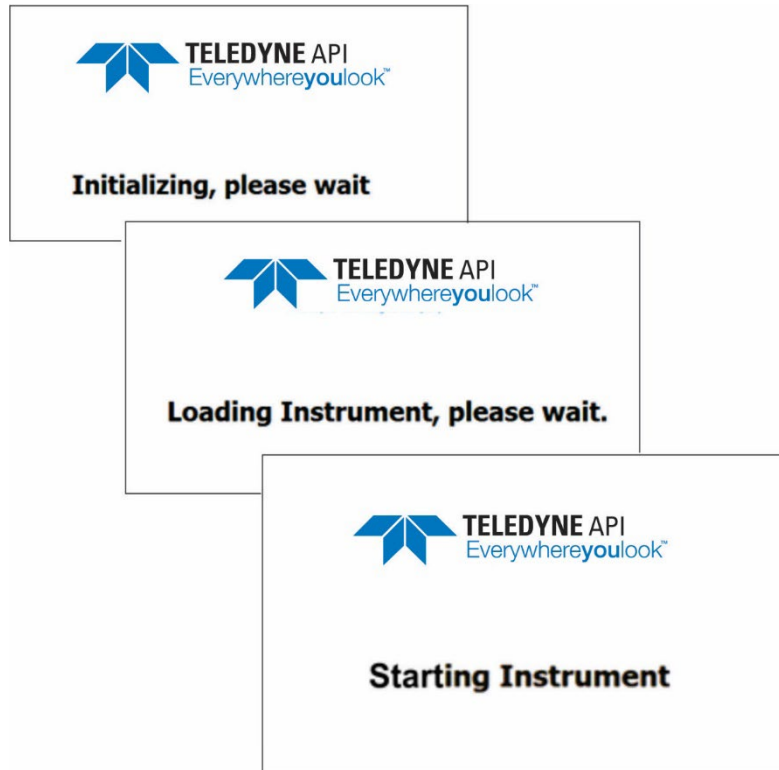 TELEDYNE API
Everywhereyoulook™
Initializing, please wait
TELEDYNE API
Everywhereyoulook™
Loading Instrument, please wait.
TELEDYNE API
Everywhereyoulook™
Starting Instrument